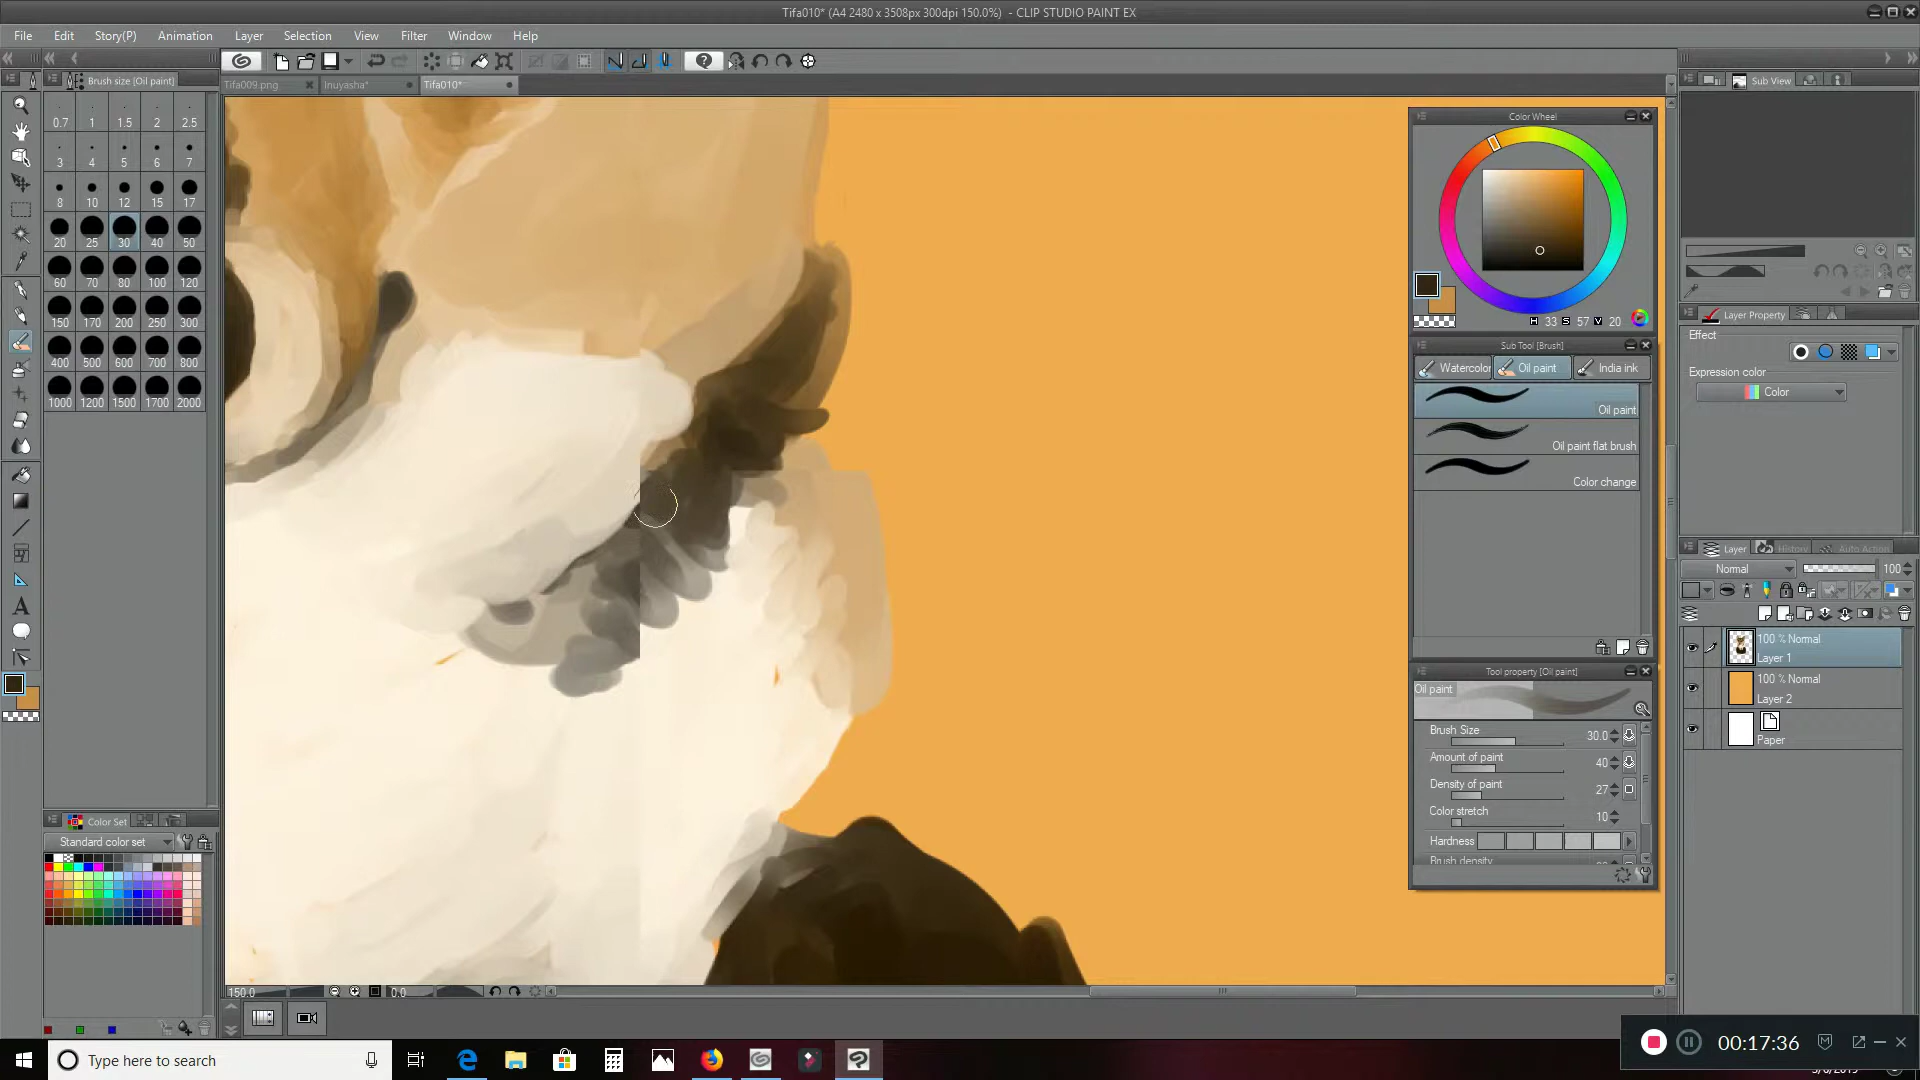 Tifa010* (A4 2480 x 3508px 300dpi 150.0%) - CLIP STUDIO PAINT EX
File Edit Story(P) Animation Layer Selection View Filter Window Help
Brush size [Oil paint]
Tifa009.png Inuyasha* Tifa010*
0.7 1 1.5 2 2.5
3 4 5 6 7
8 10 12 15 17
20 25 30 40 50
60 70 80 100 120
150 170 200 250 300
400 500 600 700 800
1000 1200 1500 1700 2000
Color Set
Standard color set
150.0 0.0
Color Wheel
H 33 S 57 V 20
Sub Tool [Brush]
Watercolor Oil paint India ink
Oil paint
Oil paint flat brush
Color change
Tool property [Oil paint]
Oil paint
Brush Size 30.0
Amount of paint 40
Density of paint 27
Color stretch 10
Hardness
Brush density
Sub View
Layer Property
Effect
Expression color
Color
Layer History Auto Action
Normal 100
100 % Normal
Layer 1
100 % Normal
Layer 2
Paper
Type here to search
00:17:36